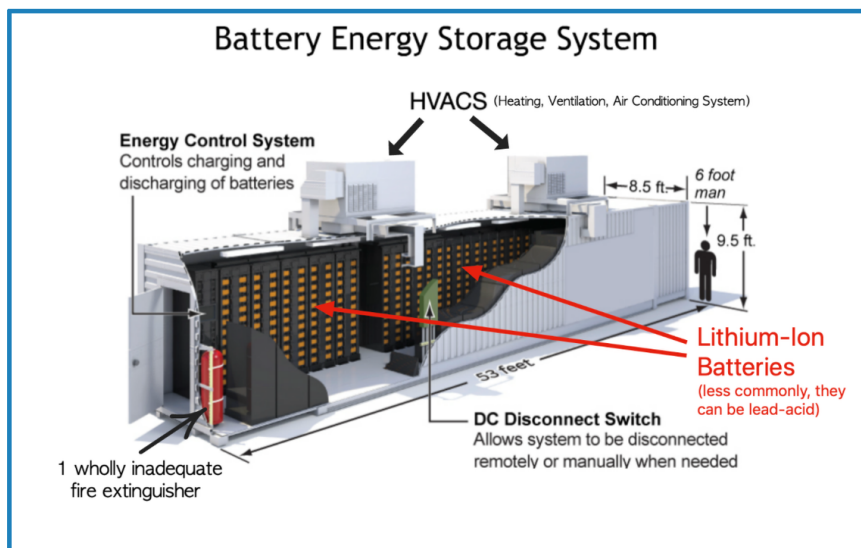 Battery Energy Storage System
HVACS (Heating, Ventilation, Air Conditioning System)
Energy Control System
Controls charging and
discharging of batteries
8.5 ft.
6 foot
man
9.5 ft.
Lithium-Ion
Batteries
(less commonly, they
can be lead-acid)
53 feet
DC Disconnect Switch
Allows system to be disconnected
remotely or manually when needed
1 wholly inadequate
fire extinguisher